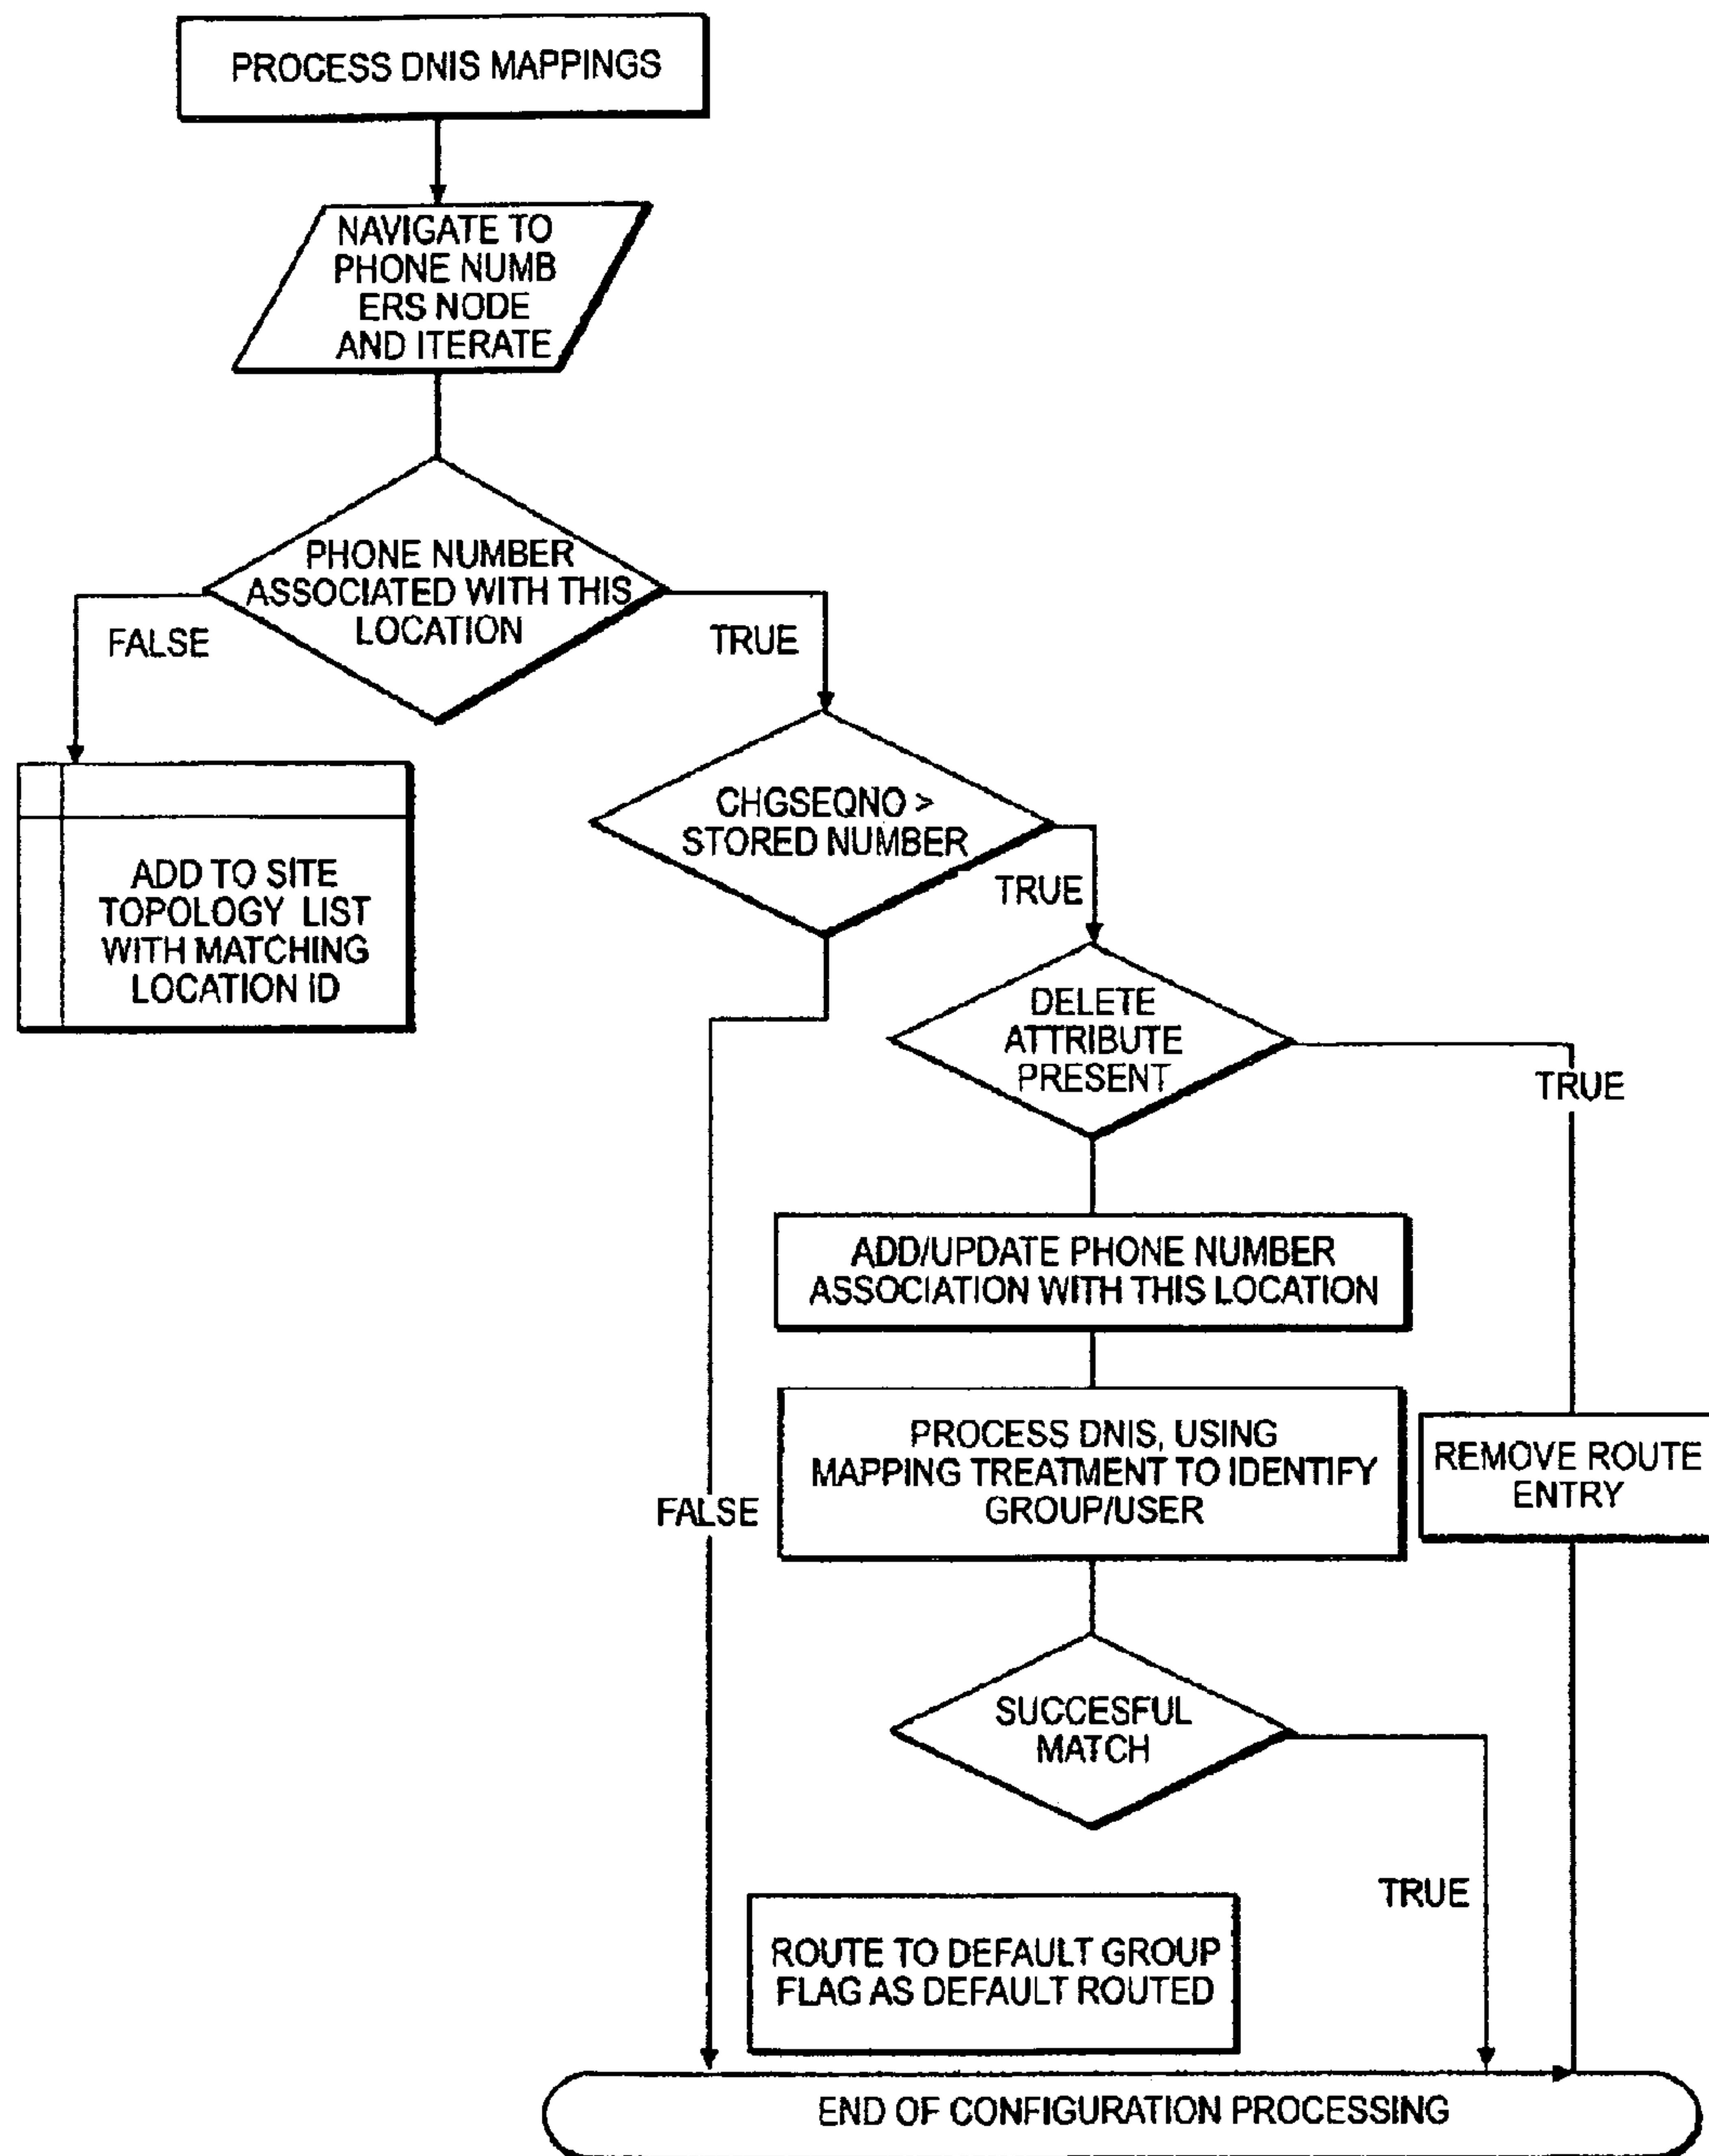 PROCESS DNIS MAPPINGS
NAVIGATE TO
PHONE NUMB
ERS NODE
AND ITERATE
PHONE NUMBER
ASSOCIATED WITH THIS
LOCATION
FALSE
TRUE
ADD TO SITE
TOPOLOGY LIST
WITH MATCHING
LOCATION ID
CHGSEQNO >
STORED NUMBER
TRUE
DELETE
ATTRIBUTE
PRESENT
TRUE
ADD/UPDATE PHONE NUMBER
ASSOCIATION WITH THIS LOCATION
PROCESS DNIS, USING
MAPPING TREATMENT TO IDENTIFY
GROUP/USER
REMOVE ROUTE
ENTRY
FALSE
SUCCESFUL
MATCH
TRUE
ROUTE TO DEFAULT GROUP
FLAG AS DEFAULT ROUTED
END OF CONFIGURATION PROCESSING